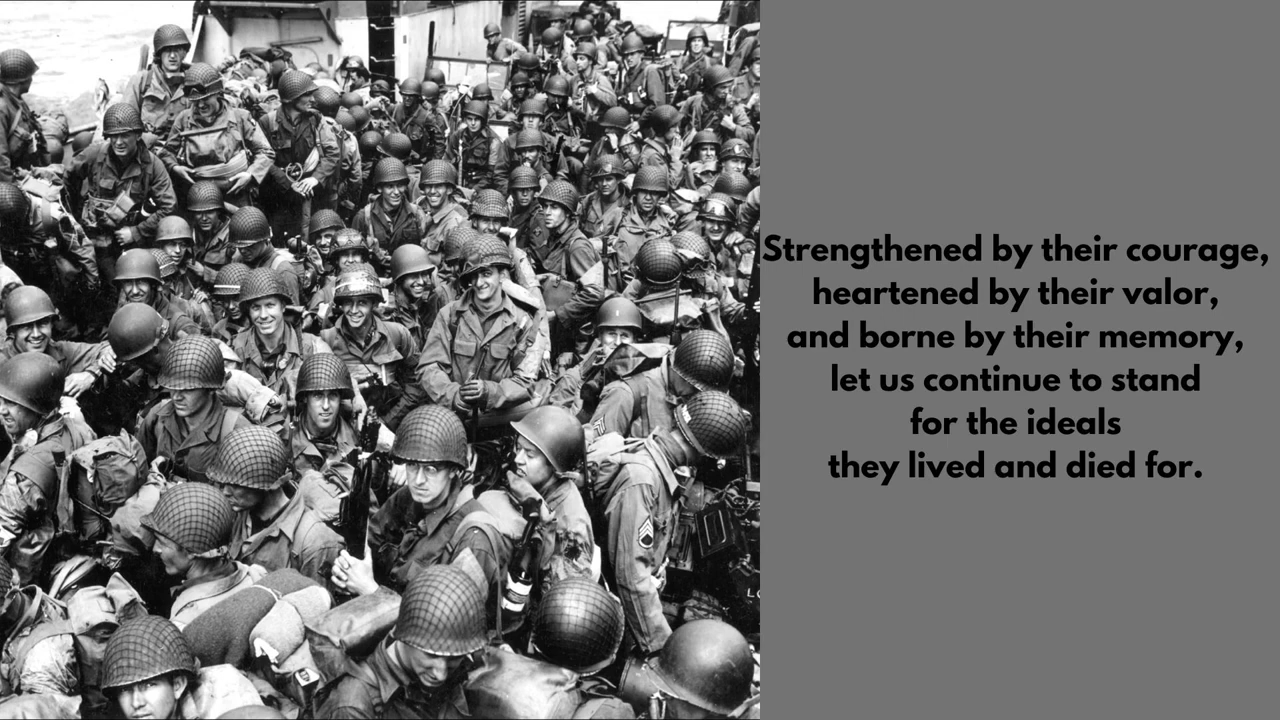 Strengthened by their courage,
heartened by their valor,
and borne by their memory,
let us continue to stand
for the ideals
they lived and died for.